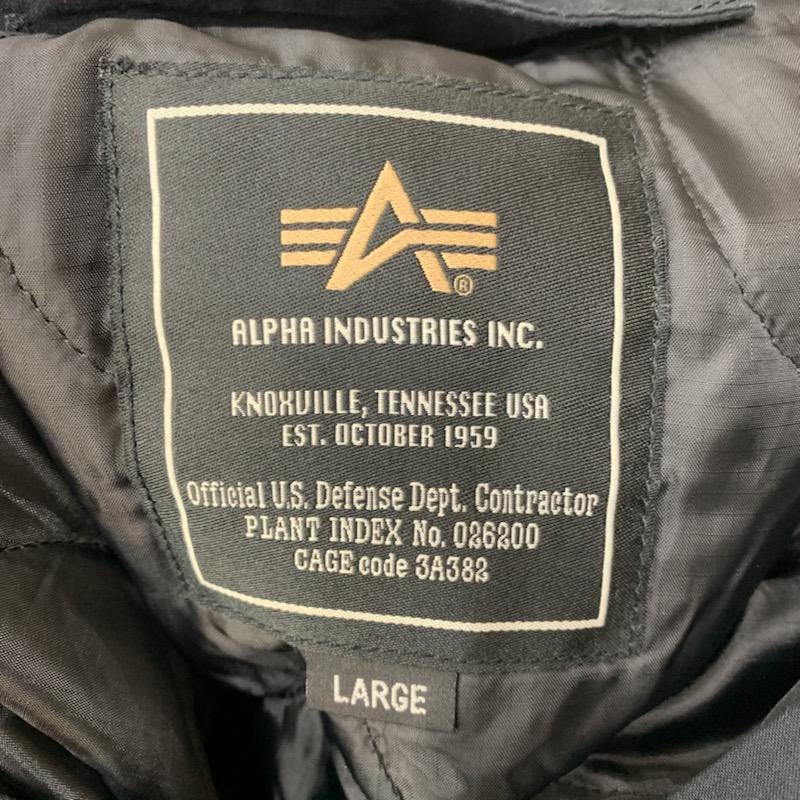 ®
ALPHA INDUSTRIES INC.
KNOXVILLE, TENNESSEE USA
EST. OCTOBER 1959
Official U.S. Defense Dept. Contractor
PLANT INDEX No. 026200
CAGE code 3A382
LARGE